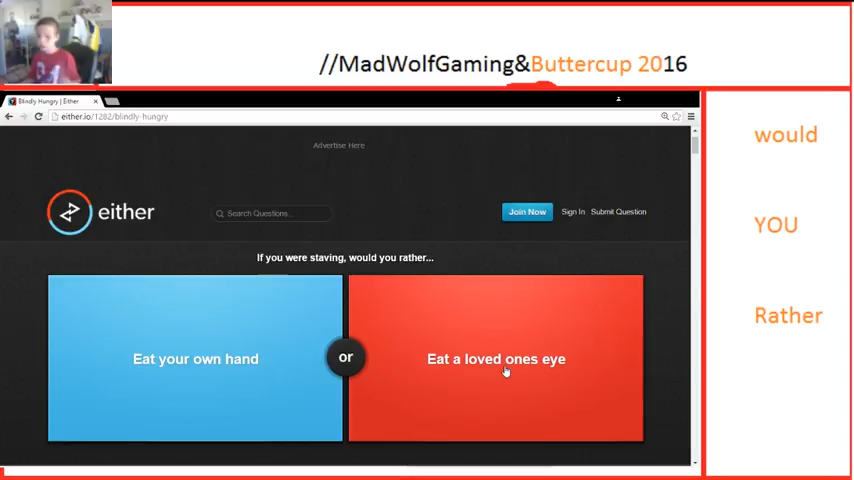 //MadWolfGaming&Buttercup 2016
Blindly Hungry | Either
either.io/1282/blindly-hungry
Advertise Here
either
Search Questions...
Join Now
Sign In
Submit Question
If you were staving, would you rather...
Eat your own hand
or
Eat a loved ones eye
would
YOU
Rather